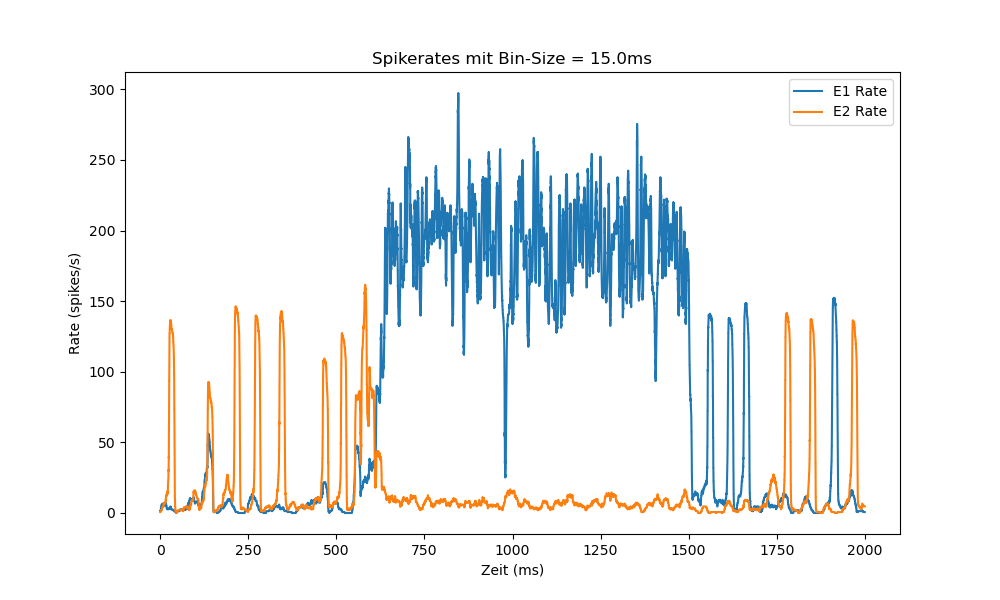 Spikerates mit Bin-Size = 15.0ms
E1 Rate
E2 Rate
Rate (spikes/s)
300
250
200
150
100
50
0
0 250 500 750 1000 1250 1500 1750 2000
Zeit (ms)